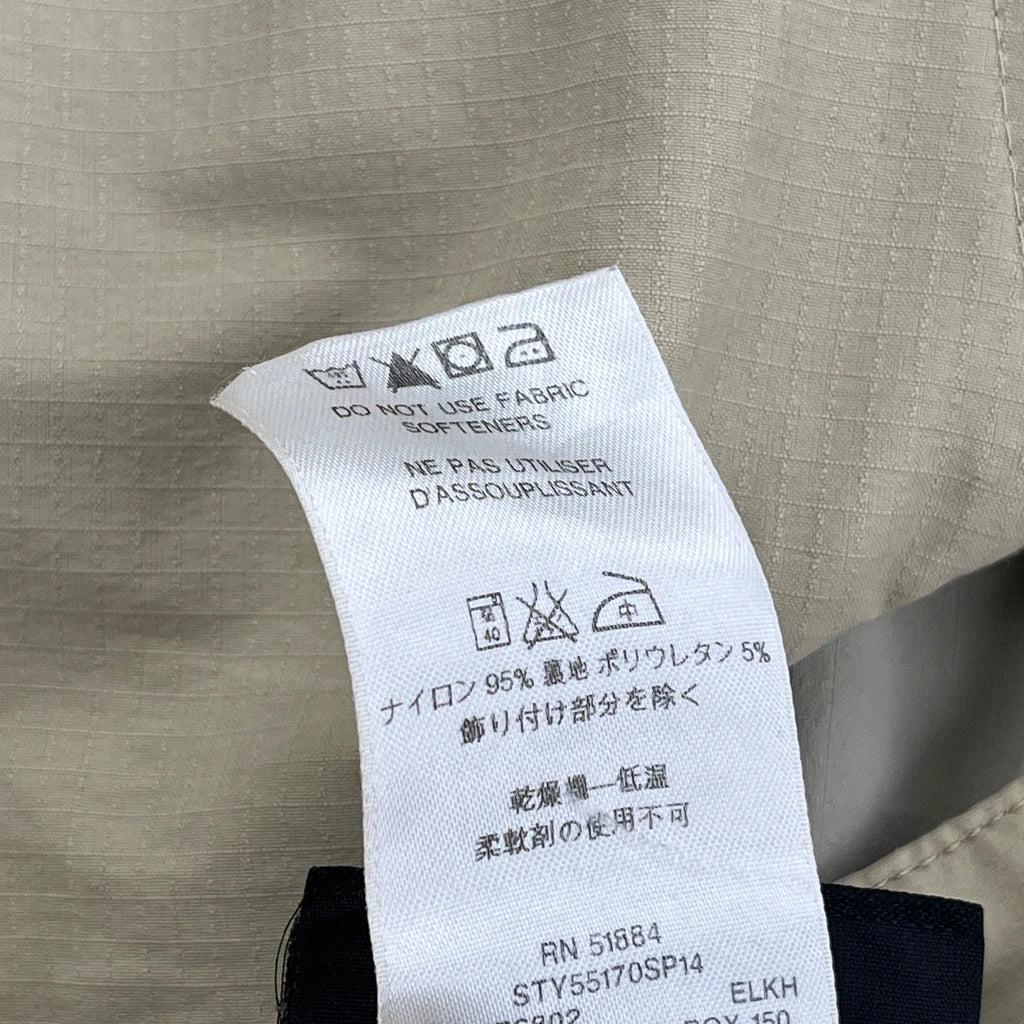 DO NOT USE FABRIC
SOFTENERS
NE PAS UTILISER
D'ASSOUPLISSANT
40
中
ナイロン 95% 裏地 ポリウレタン 5%
飾り付け部分を除く
乾燥機—低温
柔軟剤の使用不可
RN 51884
STY55170SP14
ELKH